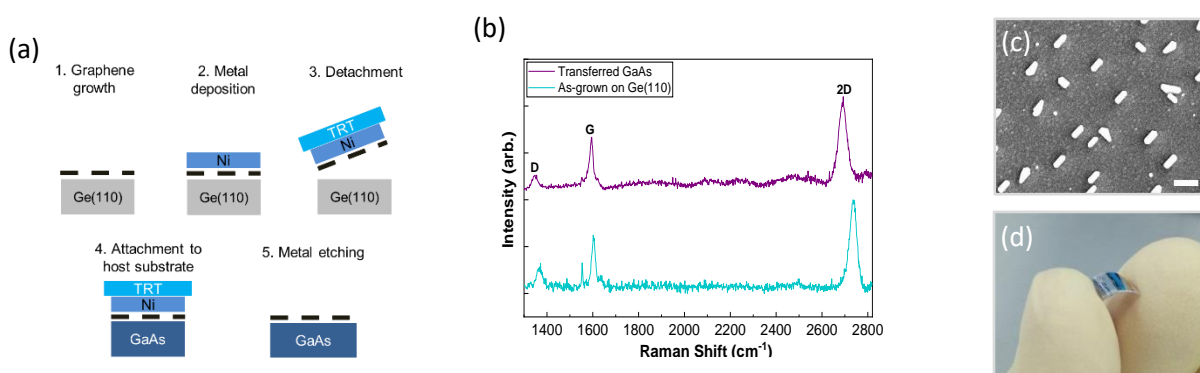 (a)
1. Graphene
growth
Ge(110)
2. Metal
deposition
Ni
Ge(110)
3. Detachment
TRT
Ni
Ge(110)
4. Attachment to
host substrate
TRT
Ni
GaAs
5. Metal etching
GaAs
(b)
Transferred GaAs
As-grown on Ge(110)
D
G
2D
Intensity (arb.)
1400 1600 1800 2000 2200 2400 2600 2800
Raman Shift (cm⁻¹)
(c)
(d)